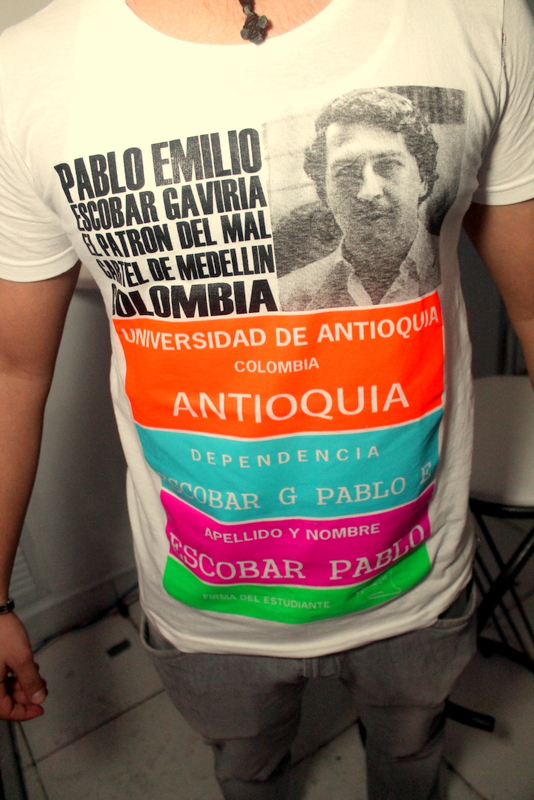 PABLO EMILIO
ESCOBAR GAVIRIA
EL PATRON DEL MAL
CARTEL DE MEDELLIN
COLOMBIA
UNIVERSIDAD DE ANTIOQUIA
COLOMBIA
ANTIOQUIA
DEPENDENCIA
ESCOBAR G PABLO E
APELLIDO Y NOMBRE
ESCOBAR PABLO
FIRMA DEL ESTUDIANTE